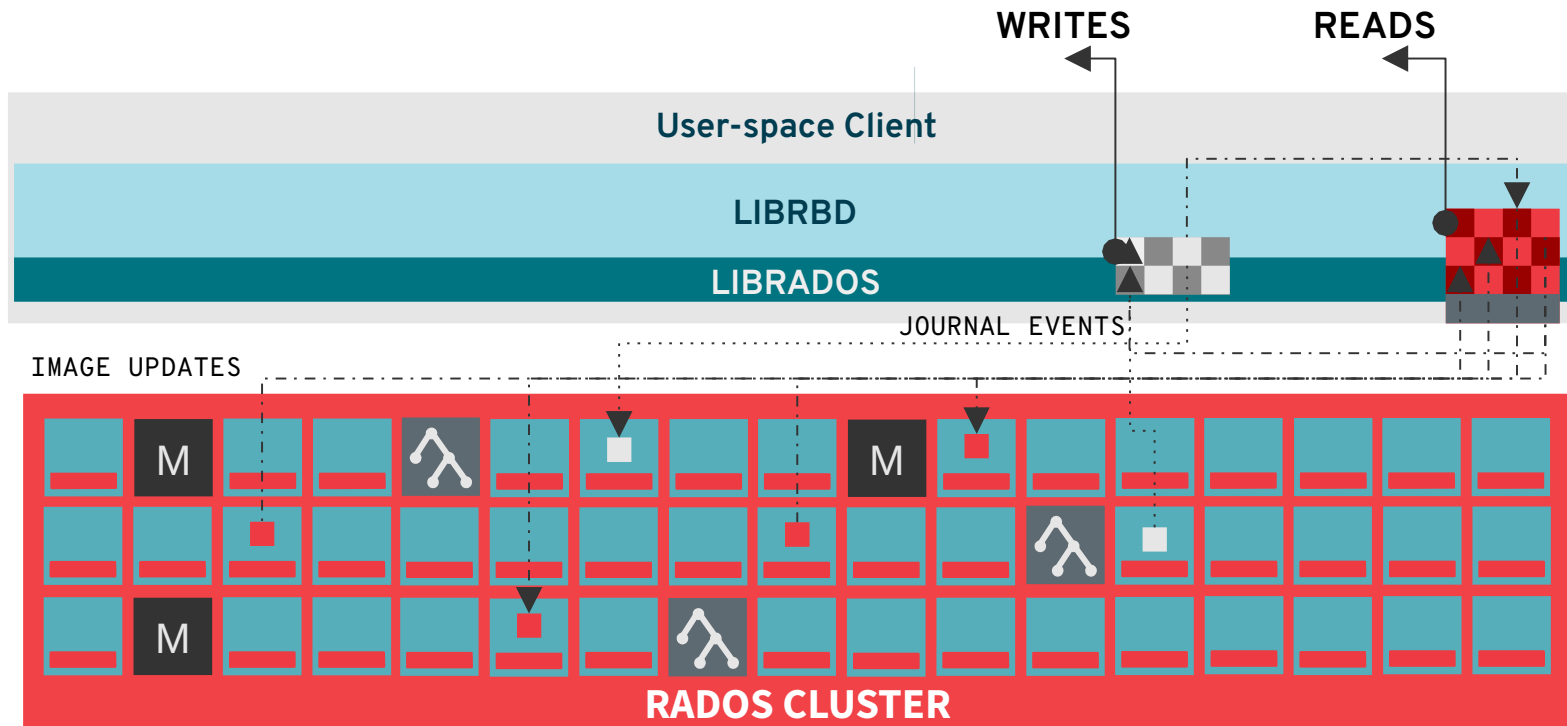 WRITES
READS
User-space Client
LIBRBD
LIBRADOS
JOURNAL EVENTS
IMAGE UPDATES
M
M
M
RADOS CLUSTER